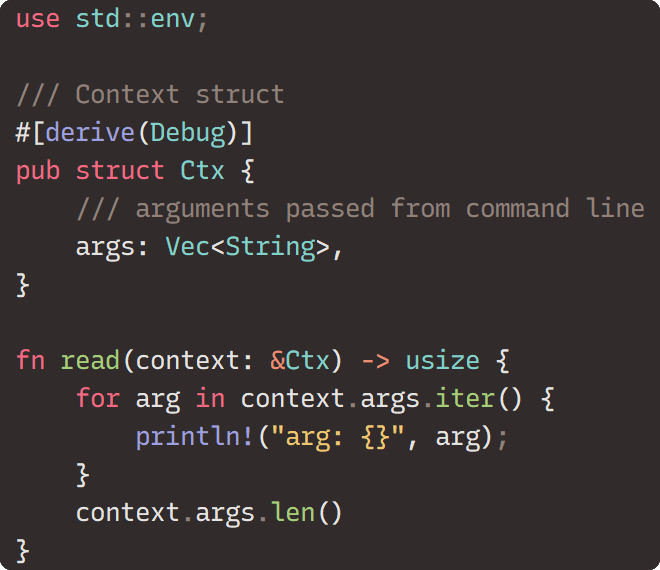 use std::env;

/// Context struct
#[derive(Debug)]
pub struct Ctx {
    /// arguments passed from command line
    args: Vec<String>,
}

fn read(context: &Ctx) -> usize {
    for arg in context.args.iter() {
        println!("arg: {}", arg);
    }
    context.args.len()
}